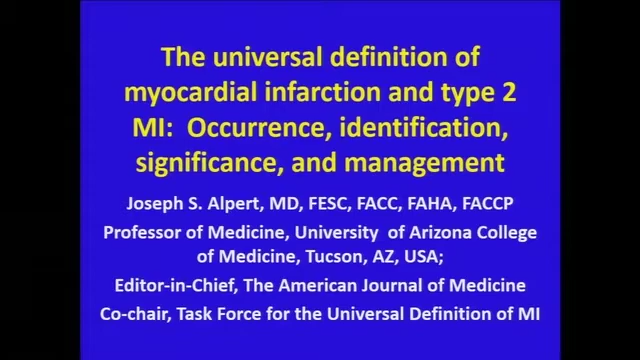 The universal definition of
myocardial infarction and type 2
MI:  Occurrence, identification,
significance, and management
Joseph S. Alpert, MD, FESC, FACC, FAHA, FACCP
Professor of Medicine, University  of Arizona College
of Medicine, Tucson, AZ, USA;
Editor-in-Chief, The American Journal of Medicine
Co-chair, Task Force for the Universal Definition of MI